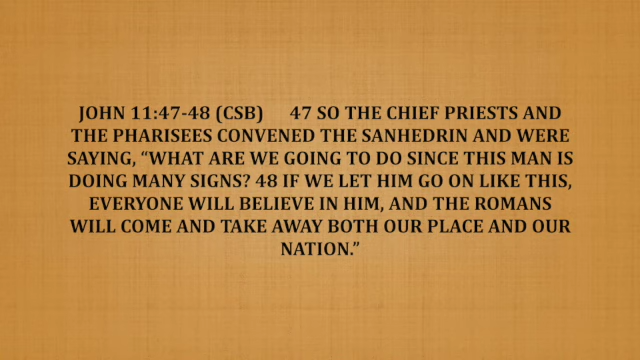 JOHN 11:47-48 (CSB) 47 SO THE CHIEF PRIESTS AND
THE PHARISEES CONVENED THE SANHEDRIN AND WERE
SAYING, “WHAT ARE WE GOING TO DO SINCE THIS MAN IS
DOING MANY SIGNS? 48 IF WE LET HIM GO ON LIKE THIS,
EVERYONE WILL BELIEVE IN HIM, AND THE ROMANS
WILL COME AND TAKE AWAY BOTH OUR PLACE AND OUR
NATION.”